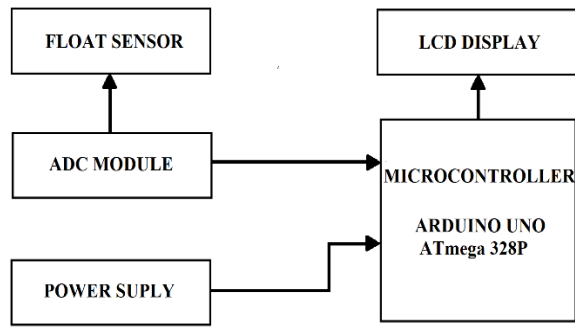 FLOAT SENSOR
LCD DISPLAY
ADC MODULE
MICROCONTROLLER
ARDUINO UNO
ATmega 328P
POWER SUPLY